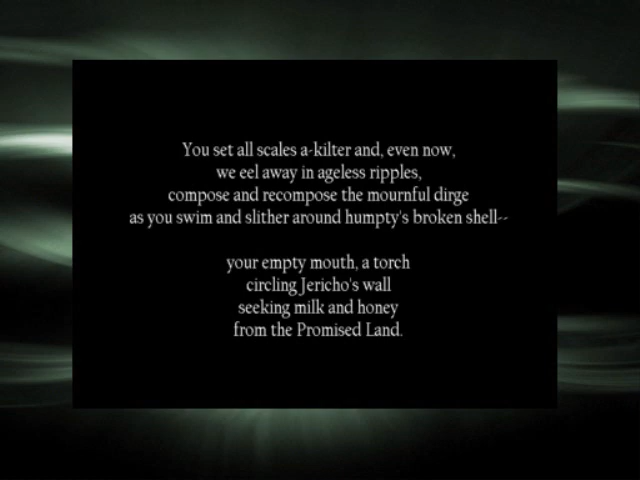 You set all scales a-kilter and, even now,
we eel away in ageless ripples,
compose and recompose the mournful dirge
as you swim and slither around humpty's broken shell--
your empty mouth, a torch
circling Jericho's wall
seeking milk and honey
from the Promised Land.